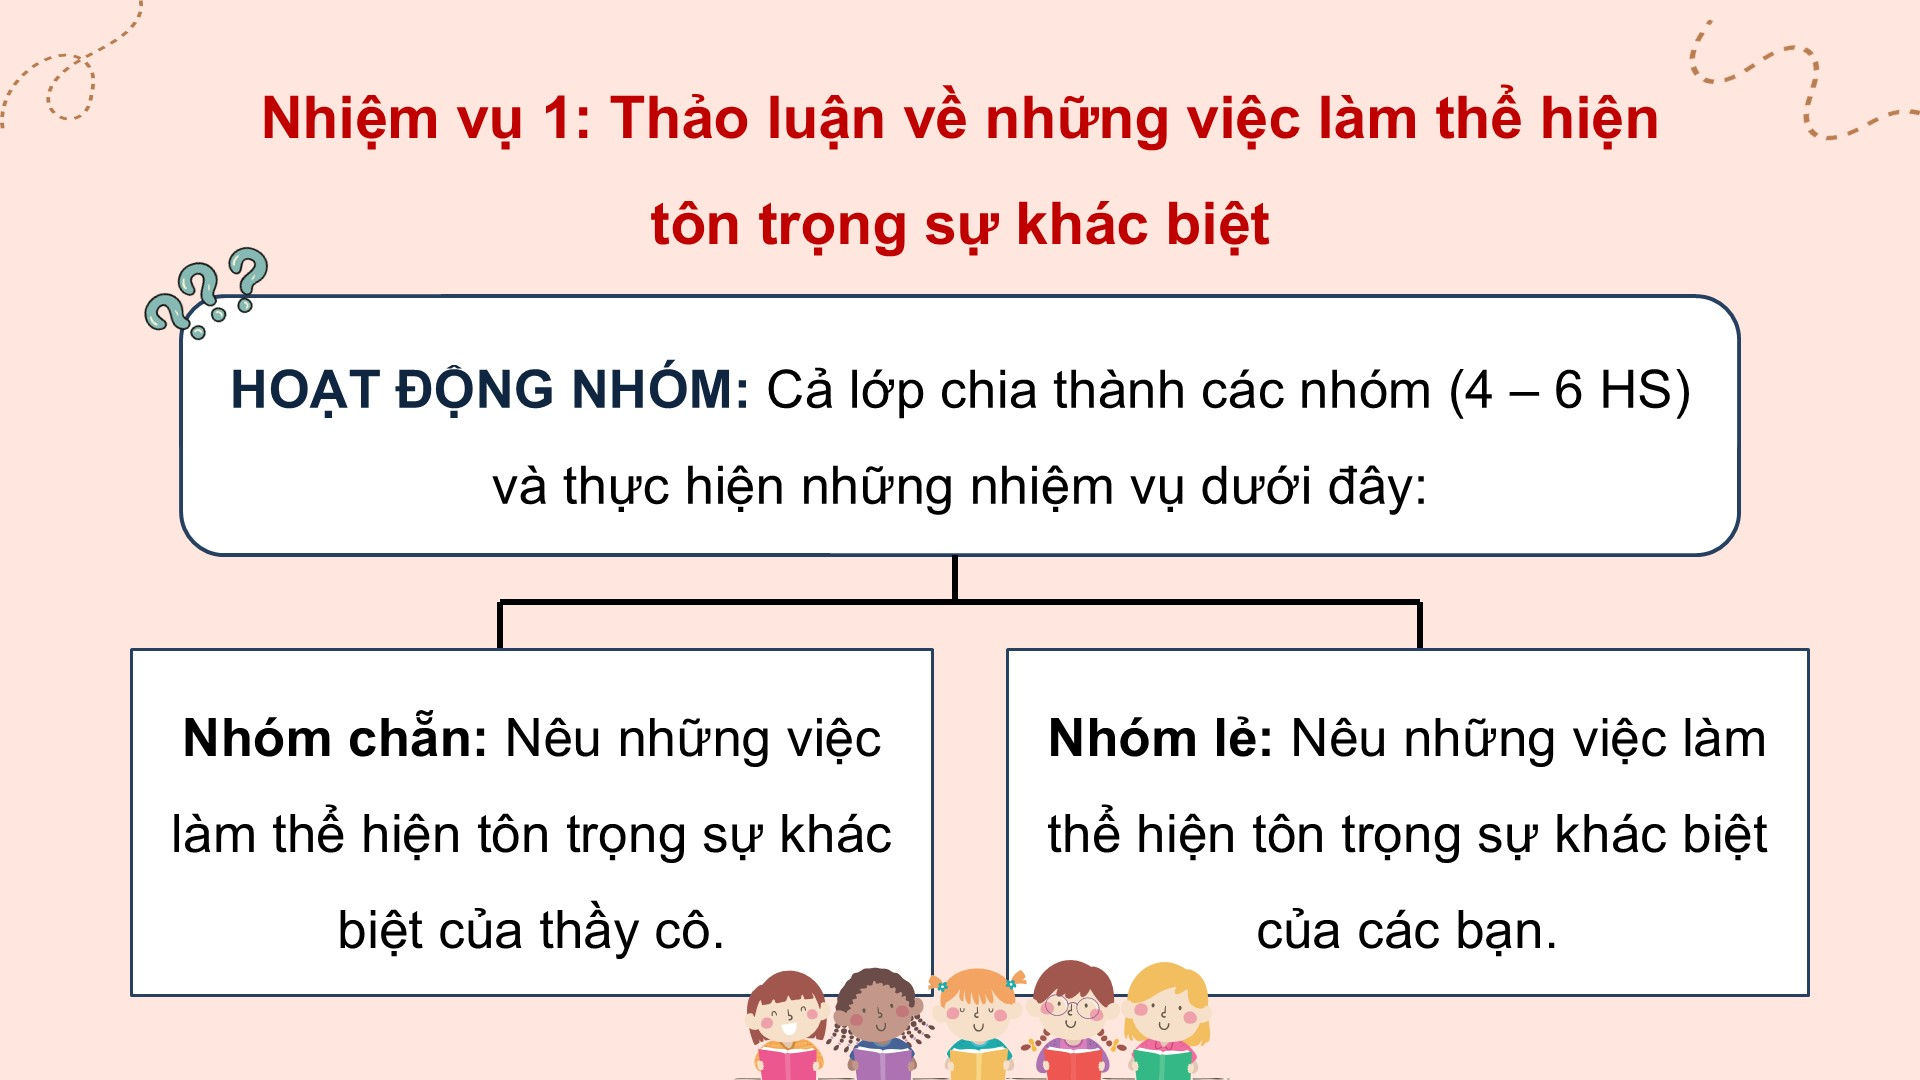 Nhiệm vụ 1: Thảo luận về những việc làm thể hiện
tôn trọng sự khác biệt
HOẠT ĐỘNG NHÓM: Cả lớp chia thành các nhóm (4 – 6 HS)
và thực hiện những nhiệm vụ dưới đây:
Nhóm chẵn: Nêu những việc
làm thể hiện tôn trọng sự khác
biệt của thầy cô.
Nhóm lẻ: Nêu những việc làm
thể hiện tôn trọng sự khác biệt
của các bạn.